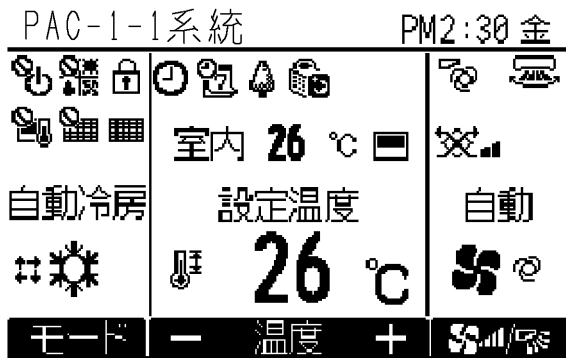 PAC-1-1系統 PM2:30 金
室内 26 ℃
自動冷房 設定温度 自動
26 ℃
モード － 温度 ＋